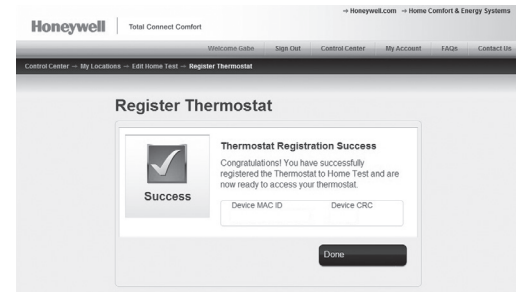 → Honeywell.com → Home Comfort & Energy Systems
Honeywell Total Connect Comfort
Welcome Gabe Sign Out Control Center My Account FAQs Contact Us
Control Center → My Locations → Edit Home Test → Register Thermostat
Register Thermostat
Thermostat Registration Success
Congratulations! You have successfully
registered the Thermostat to Home Test and are
now ready to access your thermostat.
Success
Device MAC ID Device CRC
Done